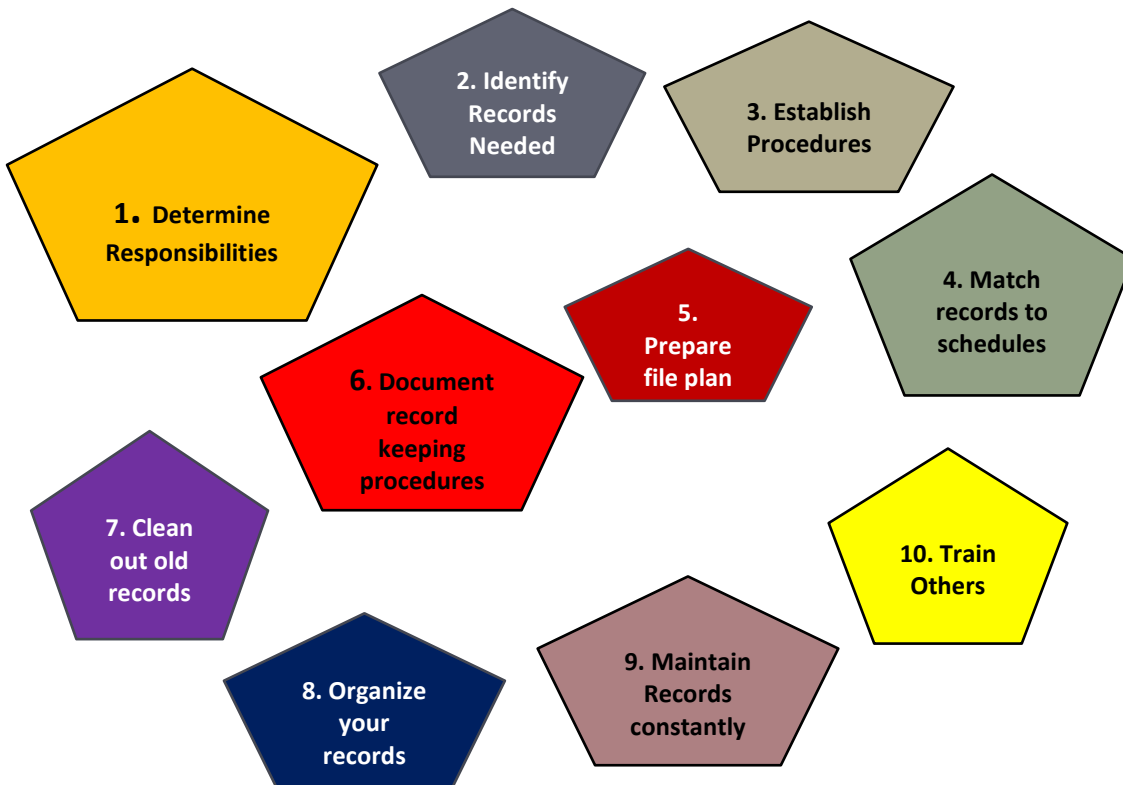 1. Determine
Responsibilities
2. Identify
Records
Needed
3. Establish
Procedures
4. Match
records to
schedules
5.
Prepare
file plan
6. Document
record
keeping
procedures
7. Clean
out old
records
8. Organize
your
records
9. Maintain
Records
constantly
10. Train
Others